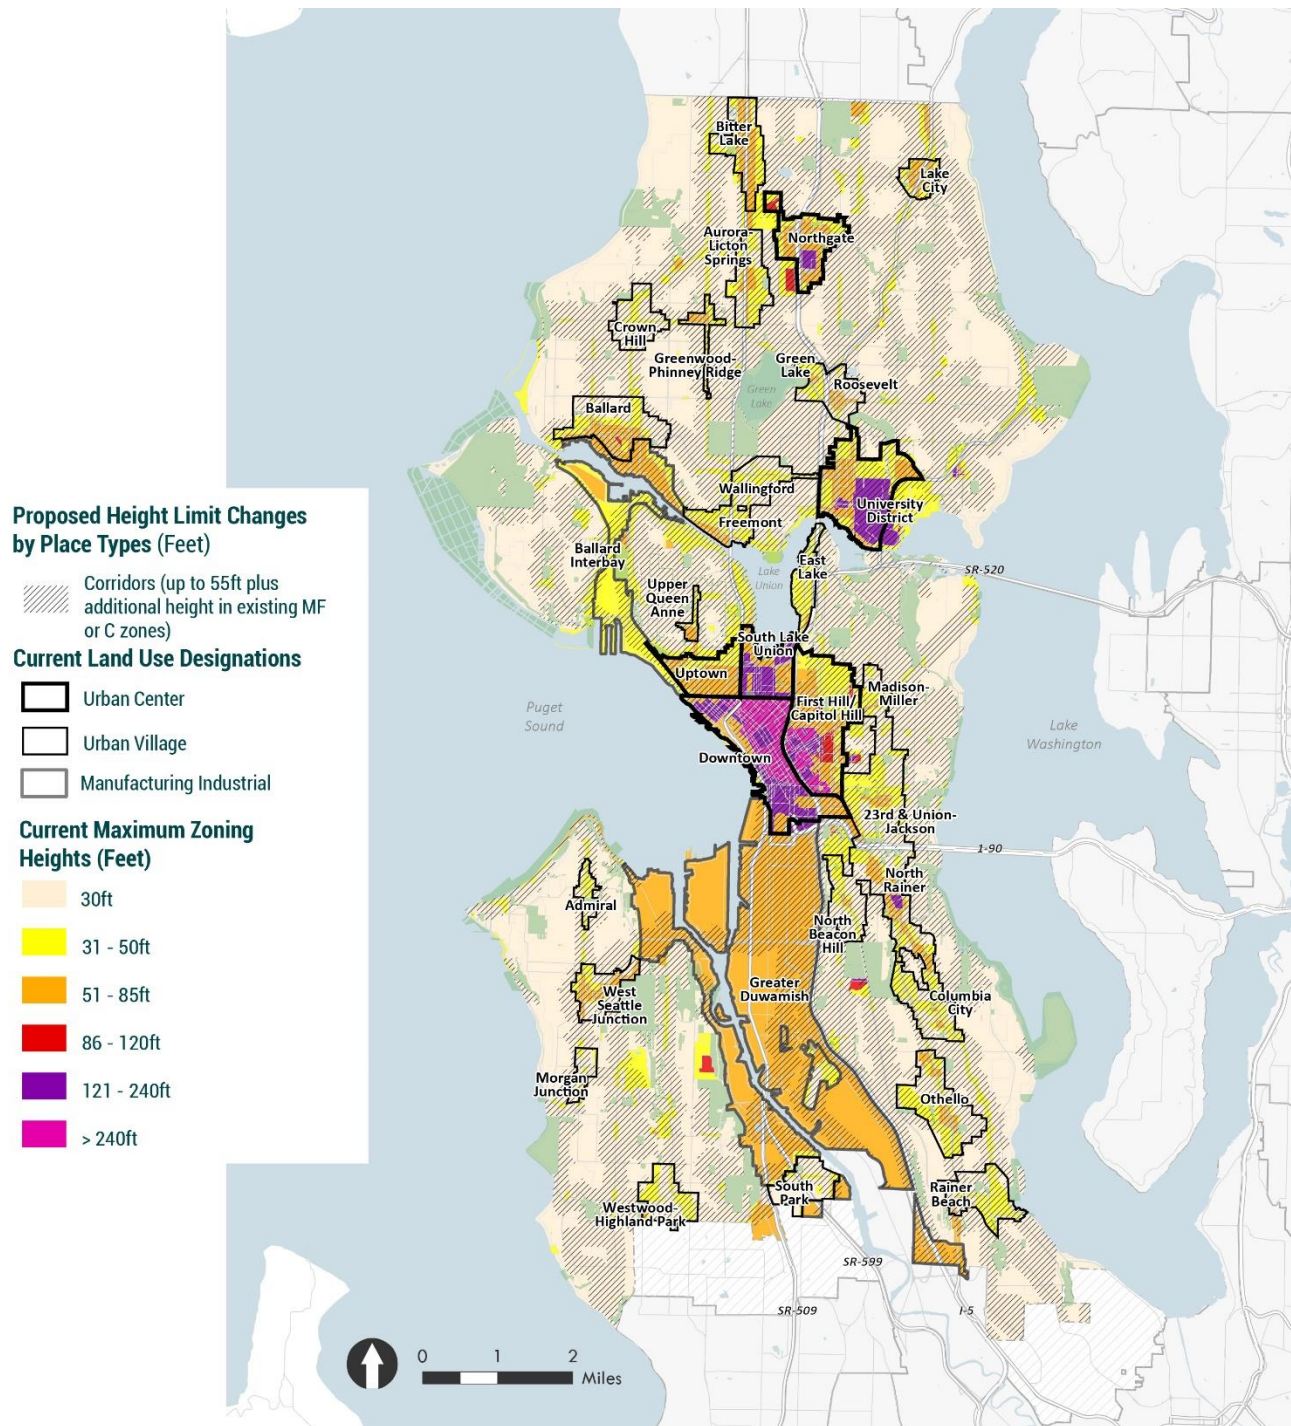 Proposed Height Limit Changes
by Place Types (Feet)
Corridors (up to 55ft plus
additional height in existing MF
or C zones)
Current Land Use Designations
Urban Center
Urban Village
Manufacturing Industrial
Current Maximum Zoning
Heights (Feet)
30ft
31 - 50ft
51 - 85ft
86 - 120ft
121 - 240ft
> 240ft
Bitter
Lake
Lake
City
Northgate
Aurora-
Licton
Springs
Crown
Hill
Greenwood-
Phinney Ridge
Green
Lake
Roosevelt
Green
Lake
Ballard
Wallingford
University
District
Freemont
Ballard
Interbay
East
Lake
Lake
Union
SR-520
Upper
Queen
Anne
South Lake
Union
Uptown
Madison-
Miller
First Hill/
Capitol Hill
Puget
Sound
Lake
Washington
Downtown
23rd & Union-
Jackson
1-90
North
Rainer
Admiral
North
Beacon
Hill
Greater
Duwamish
West
Seattle
Junction
Columbia
City
Morgan
Junction
Othello
South
Park
Rainer
Beach
Westwood-
Highland Park
SR-599
SR-509
I-5
0 1 2
Miles